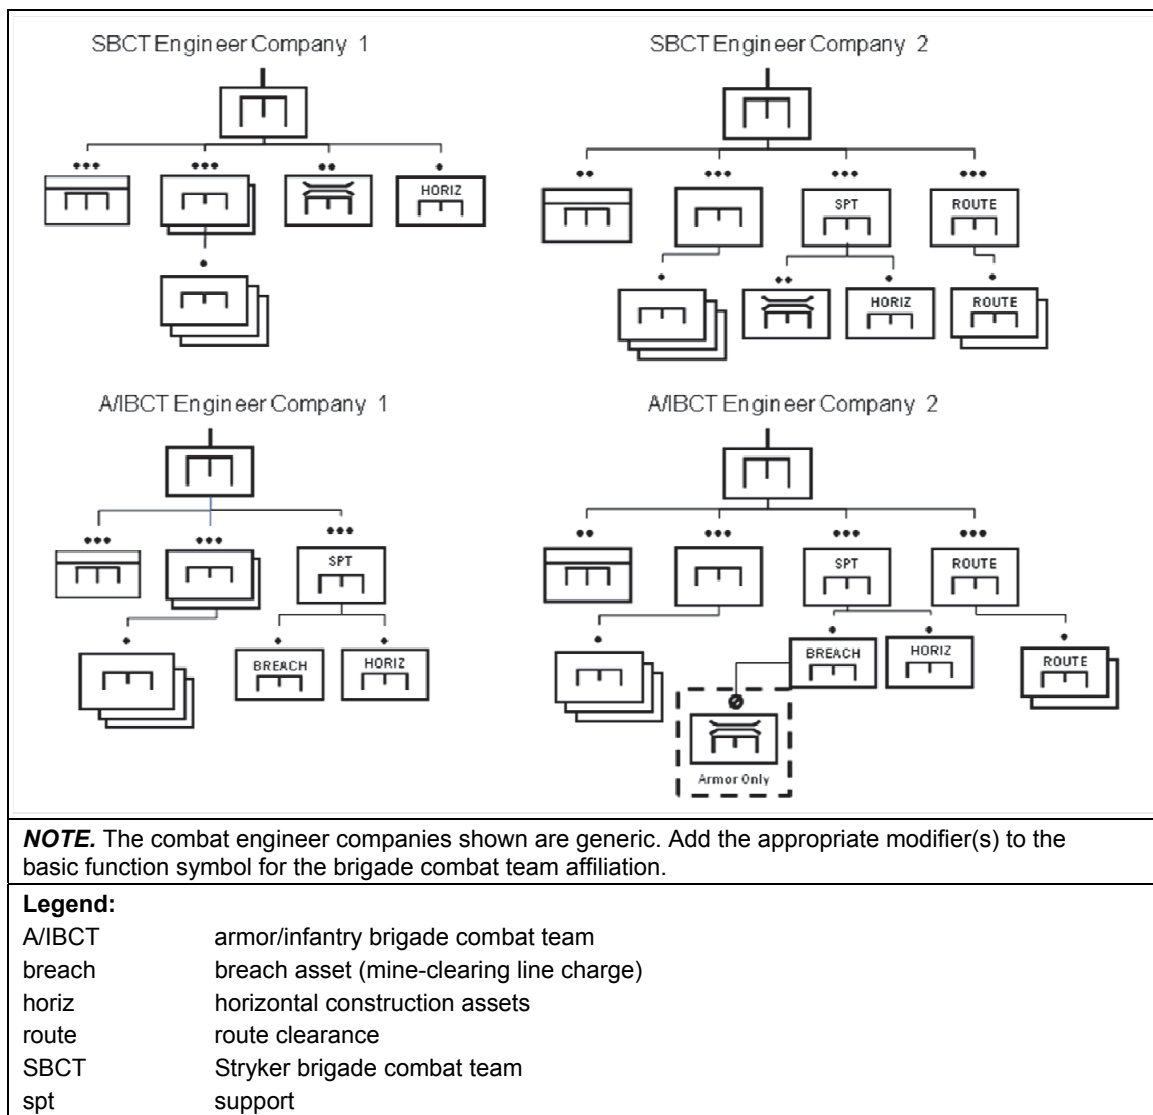 SBCT Engineer Company 1
SBCT Engineer Company 2
HORIZ
SPT
ROUTE
HORIZ
ROUTE
A/IBCT Engineer Company 1
A/IBCT Engineer Company 2
SPT
SPT
ROUTE
BREACH
HORIZ
BREACH
HORIZ
ROUTE
Armor Only
NOTE. The combat engineer companies shown are generic. Add the appropriate modifier(s) to the
basic function symbol for the brigade combat team affiliation.
Legend:
A/IBCT armor/infantry brigade combat team
breach breach asset (mine-clearing line charge)
horiz horizontal construction assets
route route clearance
SBCT Stryker brigade combat team
spt support